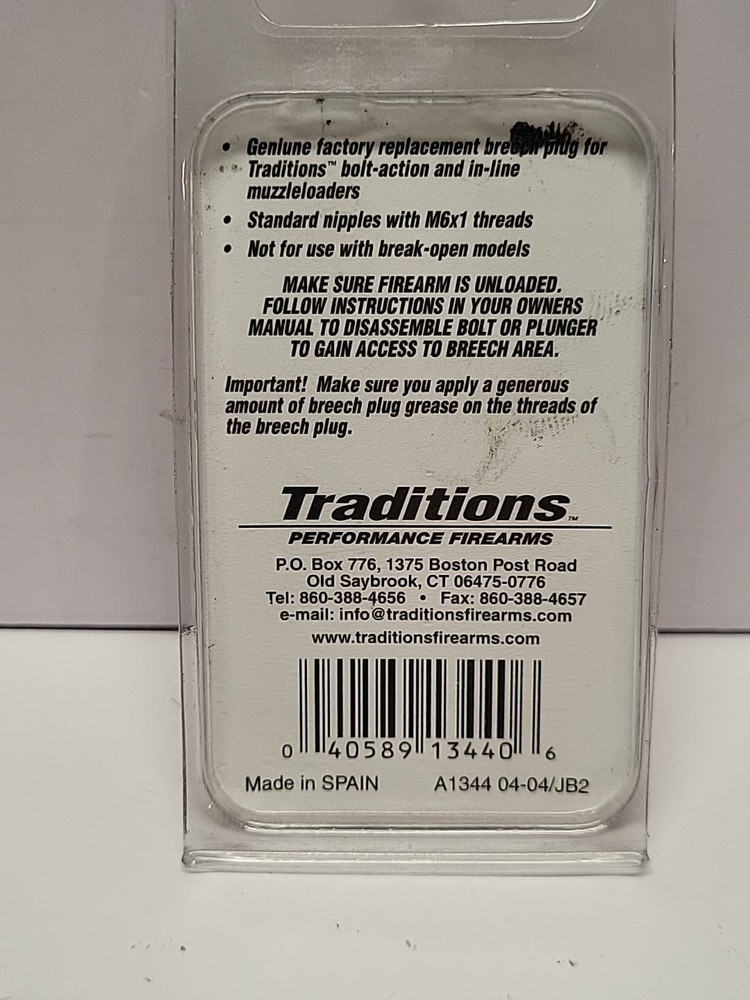 • Geniune factory replacement breech plug for
Traditions™ bolt-action and in-line
muzzleloaders
• Standard nipples with M6x1 threads
• Not for use with break-open models
MAKE SURE FIREARM IS UNLOADED.
FOLLOW INSTRUCTIONS IN YOUR OWNERS
MANUAL TO DISASSEMBLE BOLT OR PLUNGER
TO GAIN ACCESS TO BREECH AREA.
Important! Make sure you apply a generous
amount of breech plug grease on the threads of
the breech plug.
Traditions™
PERFORMANCE FIREARMS
P.O. Box 776, 1375 Boston Post Road
Old Saybrook, CT 06475-0776
Tel: 860-388-4656 • Fax: 860-388-4657
e-mail: info@traditionsfirearms.com
www.traditionsfirearms.com
0 40589 13440 6
Made in SPAIN A1344 04-04/JB2